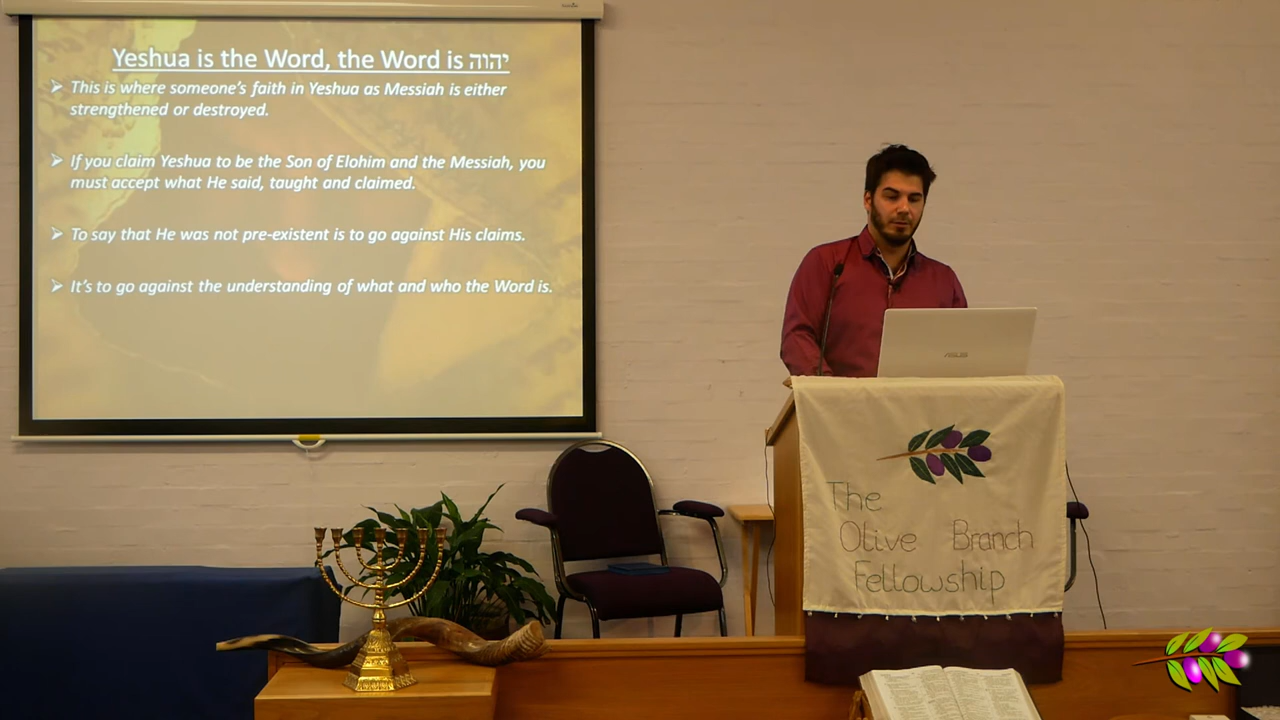 Yeshua is the Word, the Word is יהוה
➢ This is where someone's faith in Yeshua as Messiah is either
strengthened or destroyed.
➢ If you claim Yeshua to be the Son of Elohim and the Messiah, you
must accept what He said, taught and claimed.
➢ To say that He was not pre-existent is to go against His claims.
➢ It's to go against the understanding of what and who the Word is.
ASUS
The
Olive Branch
Fellowship